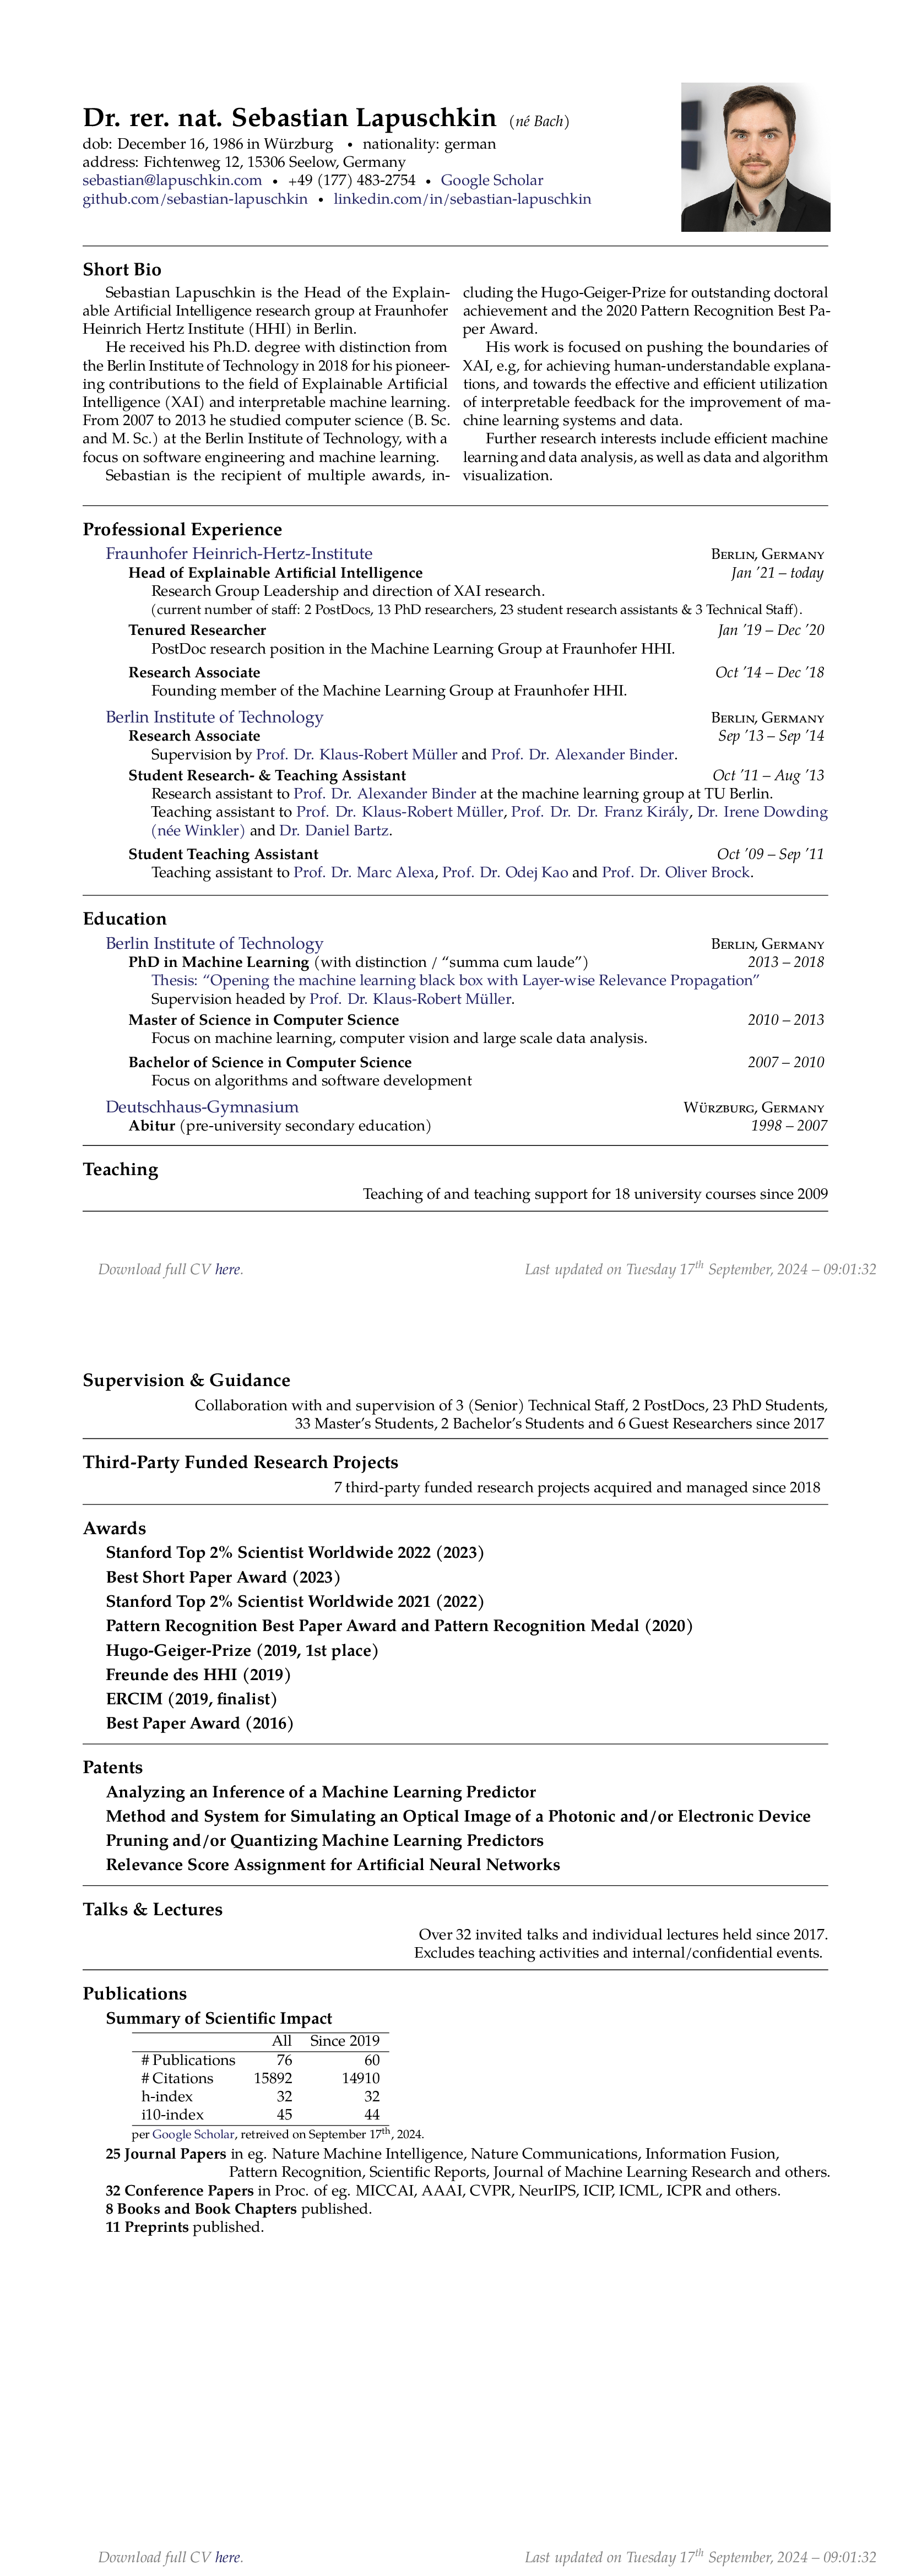 Dr. rer. nat. Sebastian Lapuschkin (né Bach)
dob: December 16, 1986 in Würzburg • nationality: german
address: Fichtenweg 12, 15306 Seelow, Germany
sebastian@lapuschkin.com • +49 (177) 483-2754 • Google Scholar
github.com/sebastian-lapuschkin • linkedin.com/in/sebastian-lapuschkin
Short Bio
Sebastian Lapuschkin is the Head of the Explain-
able Artificial Intelligence research group at Fraunhofer
Heinrich Hertz Institute (HHI) in Berlin.
He received his Ph.D. degree with distinction from
the Berlin Institute of Technology in 2018 for his pioneer-
ing contributions to the field of Explainable Artificial
Intelligence (XAI) and interpretable machine learning.
From 2007 to 2013 he studied computer science (B. Sc.
and M. Sc.) at the Berlin Institute of Technology, with a
focus on software engineering and machine learning.
Sebastian is the recipient of multiple awards, in-
cluding the Hugo-Geiger-Prize for outstanding doctoral
achievement and the 2020 Pattern Recognition Best Pa-
per Award.
His work is focused on pushing the boundaries of
XAI, e.g, for achieving human-understandable explana-
tions, and towards the effective and efficient utilization
of interpretable feedback for the improvement of ma-
chine learning systems and data.
Further research interests include efficient machine
learning and data analysis, as well as data and algorithm
visualization.
Professional Experience
Fraunhofer Heinrich-Hertz-Institute Berlin, Germany
Head of Explainable Artificial Intelligence Jan ’21 – today
Research Group Leadership and direction of XAI research.
(current number of staff: 2 PostDocs, 13 PhD researchers, 23 student research assistants & 3 Technical Staff).
Tenured Researcher Jan ’19 – Dec ’20
PostDoc research position in the Machine Learning Group at Fraunhofer HHI.
Research Associate Oct ’14 – Dec ’18
Founding member of the Machine Learning Group at Fraunhofer HHI.
Berlin Institute of Technology Berlin, Germany
Research Associate Sep ’13 – Sep ’14
Supervision by Prof. Dr. Klaus-Robert Müller and Prof. Dr. Alexander Binder.
Student Research- & Teaching Assistant Oct ’11 – Aug ’13
Research assistant to Prof. Dr. Alexander Binder at the machine learning group at TU Berlin.
Teaching assistant to Prof. Dr. Klaus-Robert Müller, Prof. Dr. Dr. Franz Király, Dr. Irene Dowding
(née Winkler) and Dr. Daniel Bartz.
Student Teaching Assistant Oct ’09 – Sep ’11
Teaching assistant to Prof. Dr. Marc Alexa, Prof. Dr. Odej Kao and Prof. Dr. Oliver Brock.
Education
Berlin Institute of Technology Berlin, Germany
PhD in Machine Learning (with distinction / “summa cum laude”) 2013 – 2018
Thesis: “Opening the machine learning black box with Layer-wise Relevance Propagation”
Supervision headed by Prof. Dr. Klaus-Robert Müller.
Master of Science in Computer Science 2010 – 2013
Focus on machine learning, computer vision and large scale data analysis.
Bachelor of Science in Computer Science 2007 – 2010
Focus on algorithms and software development
Deutschhaus-Gymnasium Würzburg, Germany
Abitur (pre-university secondary education) 1998 – 2007
Teaching
Teaching of and teaching support for 18 university courses since 2009
Download full CV here. Last updated on Tuesday 17th September, 2024 – 09:01:32
Supervision & Guidance
Collaboration with and supervision of 3 (Senior) Technical Staff, 2 PostDocs, 23 PhD Students,
33 Master’s Students, 2 Bachelor’s Students and 6 Guest Researchers since 2017
Third-Party Funded Research Projects
7 third-party funded research projects acquired and managed since 2018
Awards
Stanford Top 2% Scientist Worldwide 2022 (2023)
Best Short Paper Award (2023)
Stanford Top 2% Scientist Worldwide 2021 (2022)
Pattern Recognition Best Paper Award and Pattern Recognition Medal (2020)
Hugo-Geiger-Prize (2019, 1st place)
Freunde des HHI (2019)
ERCIM (2019, finalist)
Best Paper Award (2016)
Patents
Analyzing an Inference of a Machine Learning Predictor
Method and System for Simulating an Optical Image of a Photonic and/or Electronic Device
Pruning and/or Quantizing Machine Learning Predictors
Relevance Score Assignment for Artificial Neural Networks
Talks & Lectures
Over 32 invited talks and individual lectures held since 2017.
Excludes teaching activities and internal/confidential events.
Publications
Summary of Scientific Impact
All Since 2019
# Publications 76 60
# Citations 15892 14910
h-index 32 32
i10-index 45 44
per Google Scholar, retreived on September 17th, 2024.
25 Journal Papers in eg. Nature Machine Intelligence, Nature Communications, Information Fusion,
Pattern Recognition, Scientific Reports, Journal of Machine Learning Research and others.
32 Conference Papers in Proc. of eg. MICCAI, AAAI, CVPR, NeurIPS, ICIP, ICML, ICPR and others.
8 Books and Book Chapters published.
11 Preprints published.
Download full CV here. Last updated on Tuesday 17th September, 2024 – 09:01:32